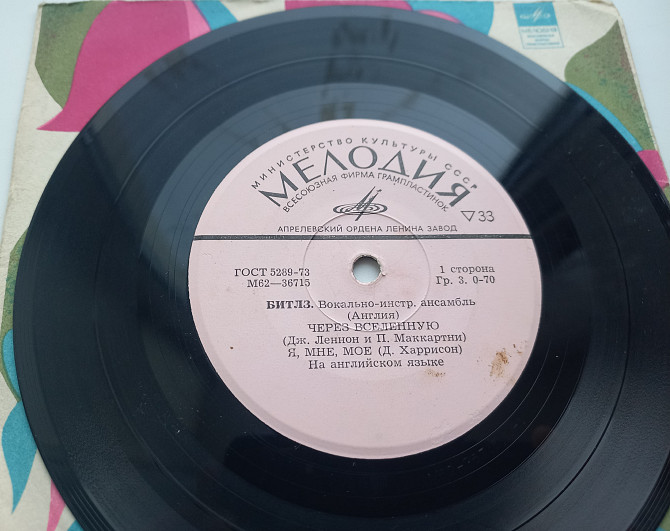 МЕЛОДИЯ
МИНИСТЕРСТВО КУЛЬТУРЫ СССР
МЕЛОДИЯ
ВСЕСОЮЗНАЯ ФИРМА ГРАМПЛАСТИНОК
▽33
АПРЕЛЕВСКИЙ ОРДЕНА ЛЕНИНА ЗАВОД
ГОСТ 5289-73
М62—36715
1 сторона
Гр. 3. 0-70
БИТЛЗ. Вокально-инстр. ансамбль
(Англия)
ЧЕРЕЗ ВСЕЛЕННУЮ
(Дж. Леннон и П. Маккартни)
Я, МНЕ, МОЕ (Д. Харрисон)
На английском языке